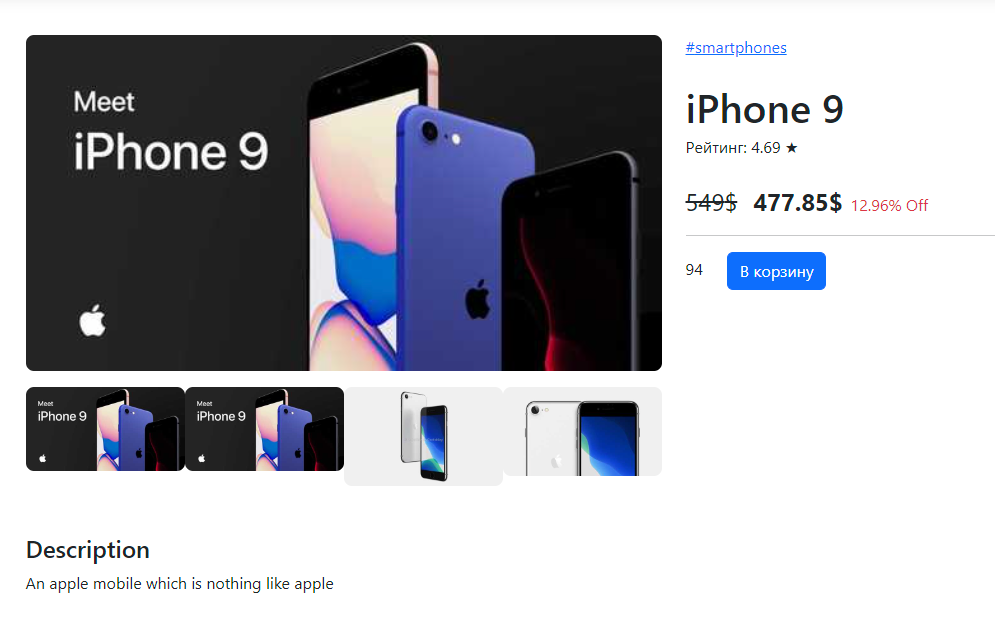 Meet
iPhone 9
#smartphones
iPhone 9
Рейтинг: 4.69 ★
549$ 477.85$ 12.96% Off
94 В корзину
Meet
iPhone 9
Meet
iPhone 9
Description
An apple mobile which is nothing like apple